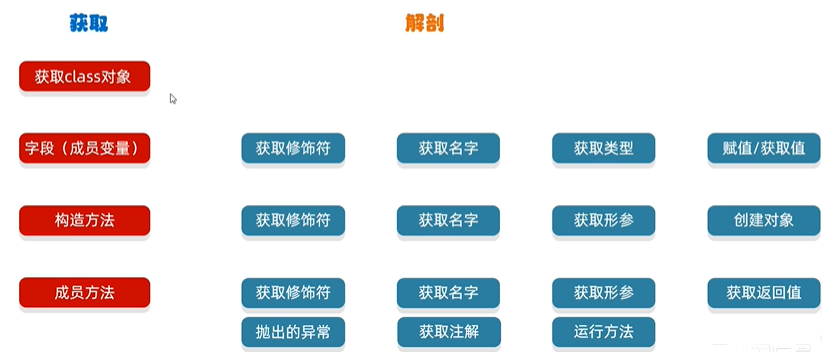 获取 解剖
获取class对象
字段（成员变量） 获取修饰符 获取名字 获取类型 赋值/获取值
构造方法 获取修饰符 获取名字 获取形参 创建对象
成员方法 获取修饰符 获取名字 获取形参 获取返回值
抛出的异常 获取注解 运行方法